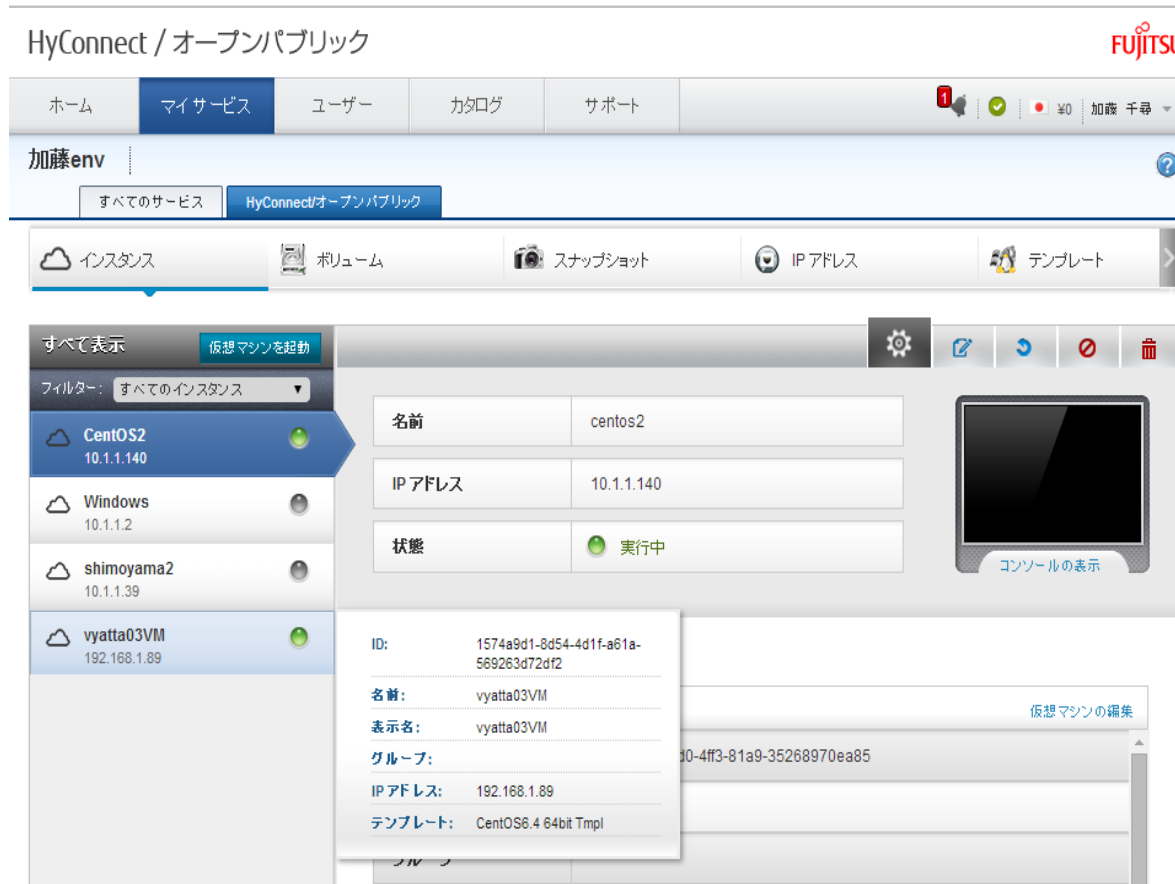 HyConnect / オープンパブリック
FUJITSU
ホーム
マイサービス
ユーザー
カタログ
サポート
1
¥0
加藤 千尋
加藤env
?
すべてのサービス
HyConnect/オープンパブリック
インスタンス
ボリューム
スナップショット
IP アドレス
テンプレート
すべて表示
仮想マシンを起動
フィルター: すべてのインスタンス
CentOS2
10.1.1.140
Windows
10.1.1.2
shimoyama2
10.1.1.39
vyatta03VM
192.168.1.89
名前 centos2
IP アドレス 10.1.1.140
状態 実行中
コンソールの表示
ID: 1574a9d1-8d54-4d1f-a61a-
569263d72df2
名前: vyatta03VM
表示名: vyatta03VM
グループ:
IP アドレス: 192.168.1.89
テンプレート: CentOS6.4 64bit Tmpl
仮想マシンの編集
d0-4ff3-81a9-35268970ea85
グループ